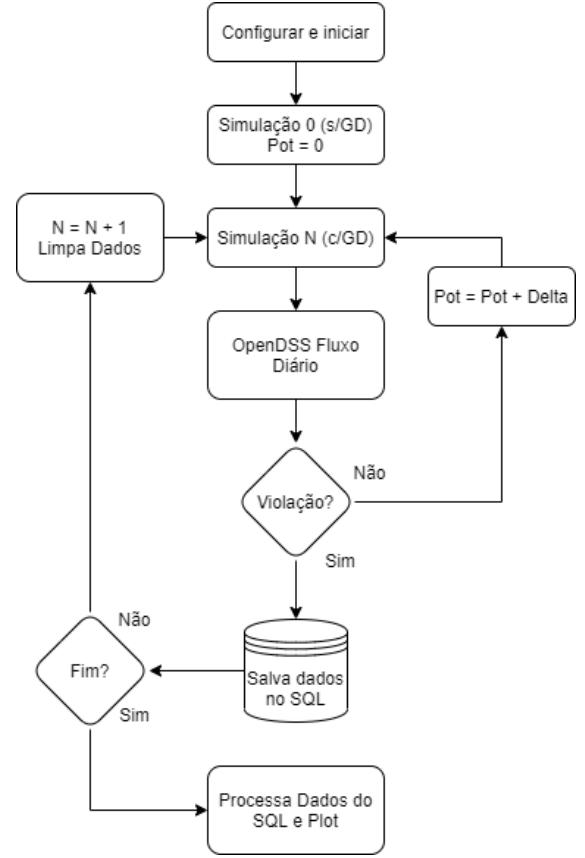 Configurar e iniciar
Simulação 0 (s/GD)
Pot = 0
N = N + 1
Limpa Dados
Simulação N (c/GD)
Pot = Pot + Delta
OpenDSS Fluxo
Diário
Não
Violação?
Sim
Não
Fim?
Salva dados
no SQL
Sim
Processa Dados do
SQL e Plot